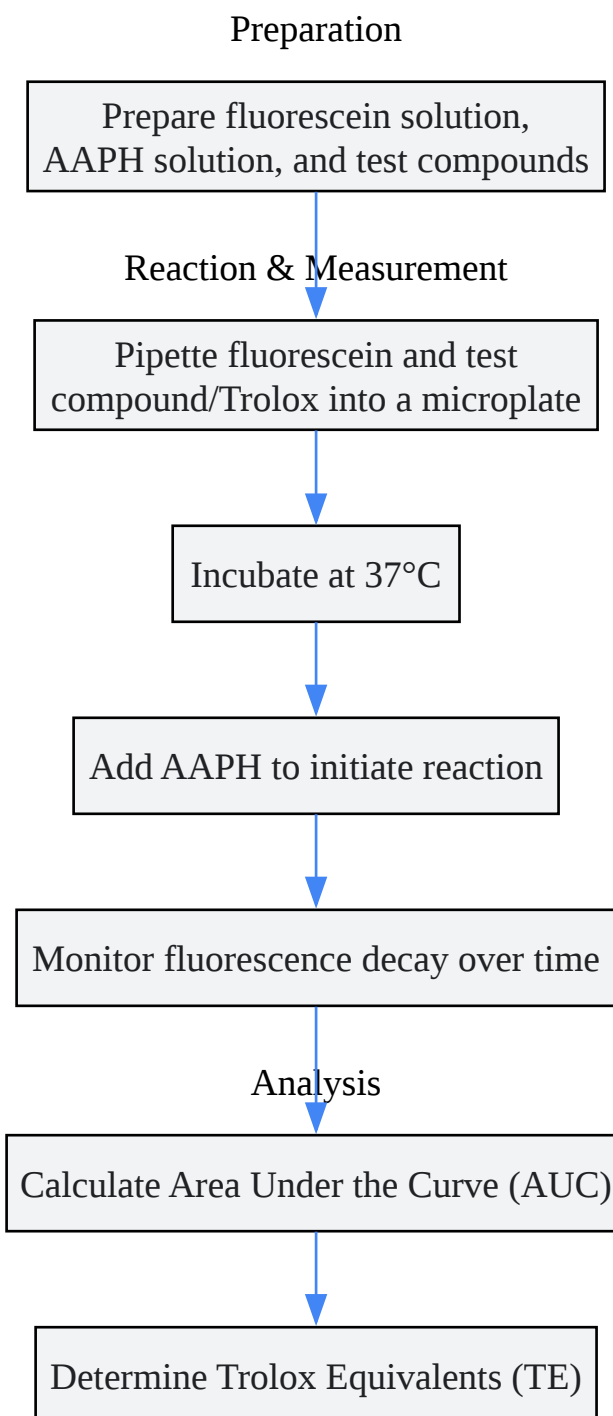 Preparation
Prepare fluorescein solution,
AAPH solution, and test compounds
Reaction & Measurement
Pipette fluorescein and test
compound/Trolox into a microplate
Incubate at 37°C
Add AAPH to initiate reaction
Monitor fluorescence decay over time
Analysis
Calculate Area Under the Curve (AUC)
Determine Trolox Equivalents (TE)